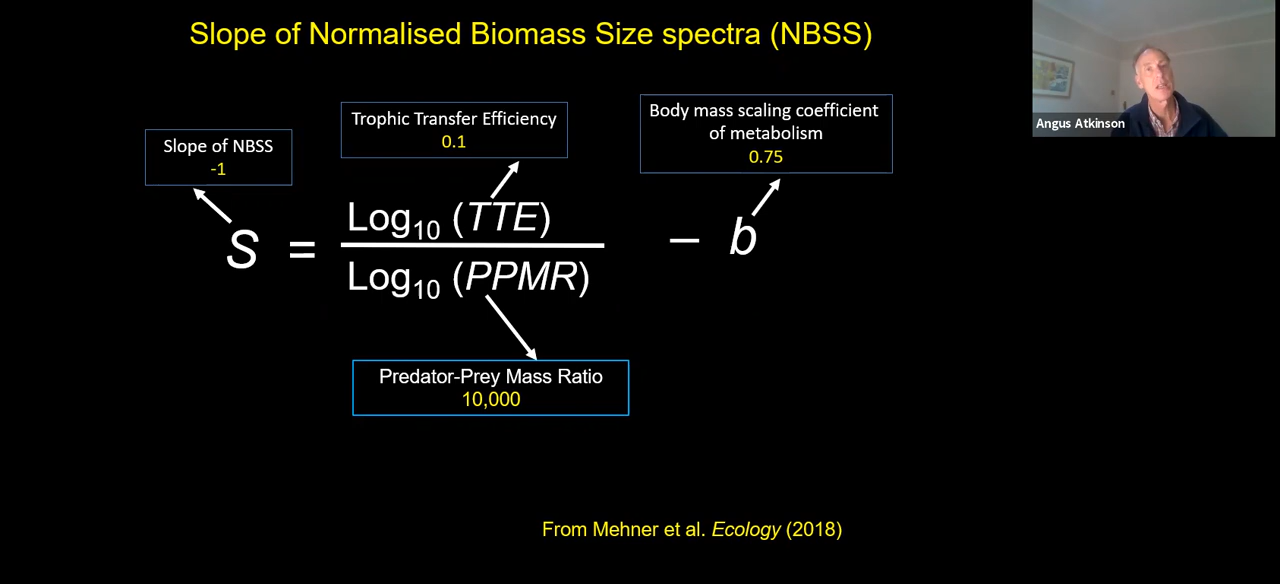 Slope of Normalised Biomass Size spectra (NBSS)
Angus Atkinson
Slope of NBSS
-1
Trophic Transfer Efficiency
0.1
Body mass scaling coefficient
of metabolism
0.75
S = Log10 (TTE) – b
Log10 (PPMR)
Predator-Prey Mass Ratio
10,000
From Mehner et al. Ecology (2018)